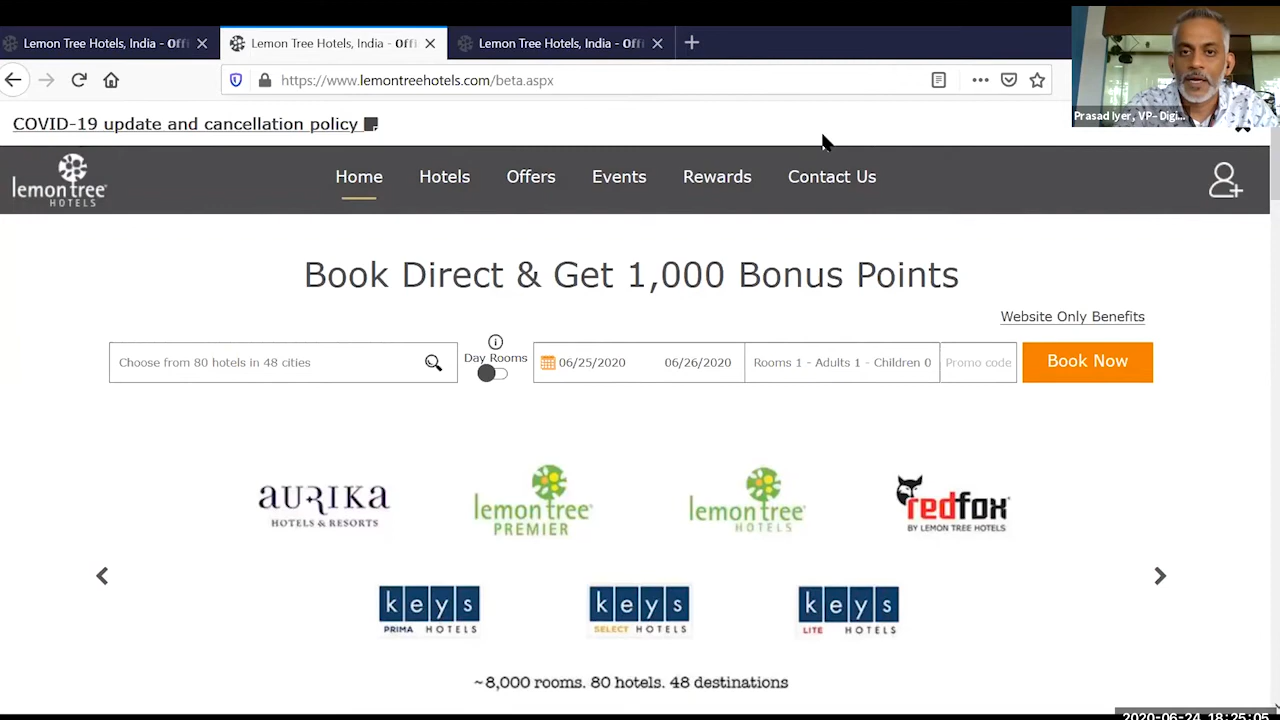 Lemon Tree Hotels, India - Offi
Lemon Tree Hotels, India - Offi
Lemon Tree Hotels, India - Offi
https://www.lemontreehotels.com/beta.aspx
Prasad Iyer, VP- Digi...
COVID-19 update and cancellation policy
lemon tree
HOTELS
Home
Hotels
Offers
Events
Rewards
Contact Us
Book Direct & Get 1,000 Bonus Points
Website Only Benefits
Choose from 80 hotels in 48 cities
Day Rooms
06/25/2020
06/26/2020
Rooms 1 - Adults 1 - Children 0
Promo code
Book Now
AURIKA
HOTELS & RESORTS
lemon tree
PREMIER
lemon tree
HOTELS
redfox
BY LEMON TREE HOTELS
keys
PRIMA HOTELS
keys
SELECT HOTELS
keys
LITE HOTELS
~8,000 rooms. 80 hotels. 48 destinations
2020-06-24 18:25:05